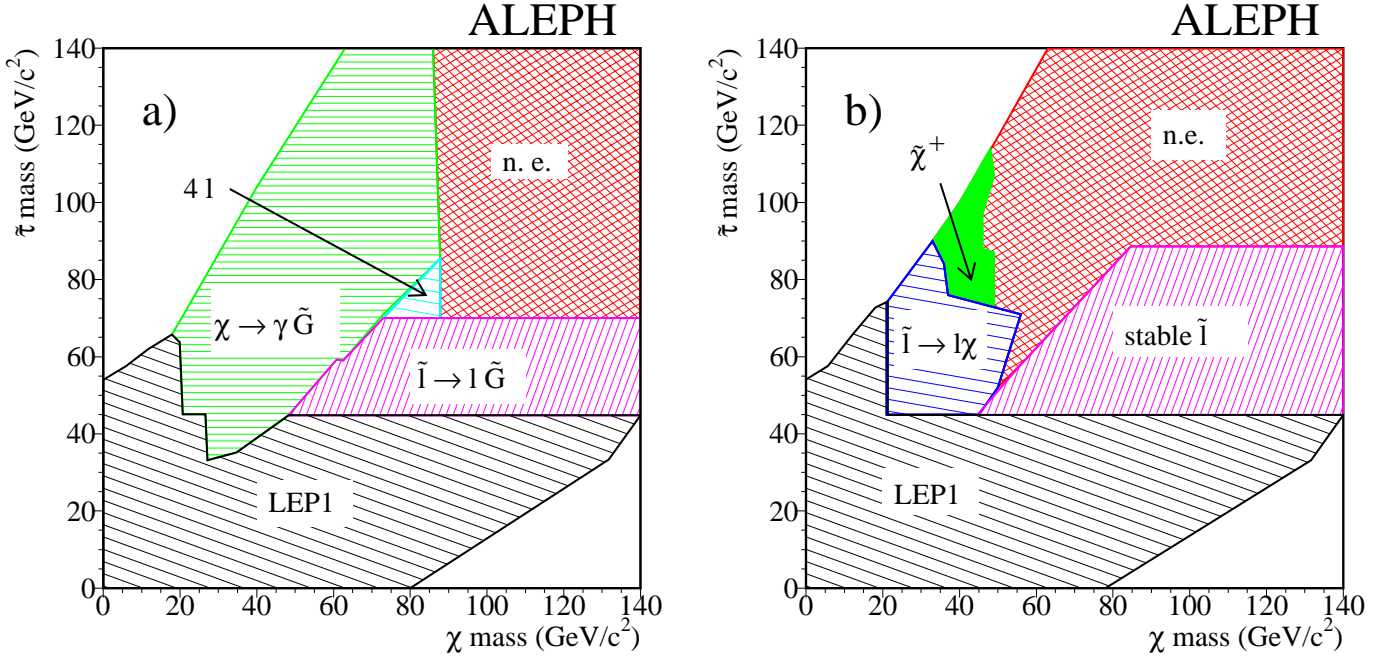 ALEPH
τ̃ mass (GeV/c²)
140
120
100
80
60
40
20
0
a)
n. e.
4 l
χ → γ G̃
l̃ → l G̃
LEP1
0 20 40 60 80 100 120 140
χ mass (GeV/c²)
ALEPH
τ̃ mass (GeV/c²)
140
120
100
80
60
40
20
0
b)
n.e.
χ̃⁺
l̃ → lχ
stable l̃
LEP1
0 20 40 60 80 100 120 140
χ mass (GeV/c²)